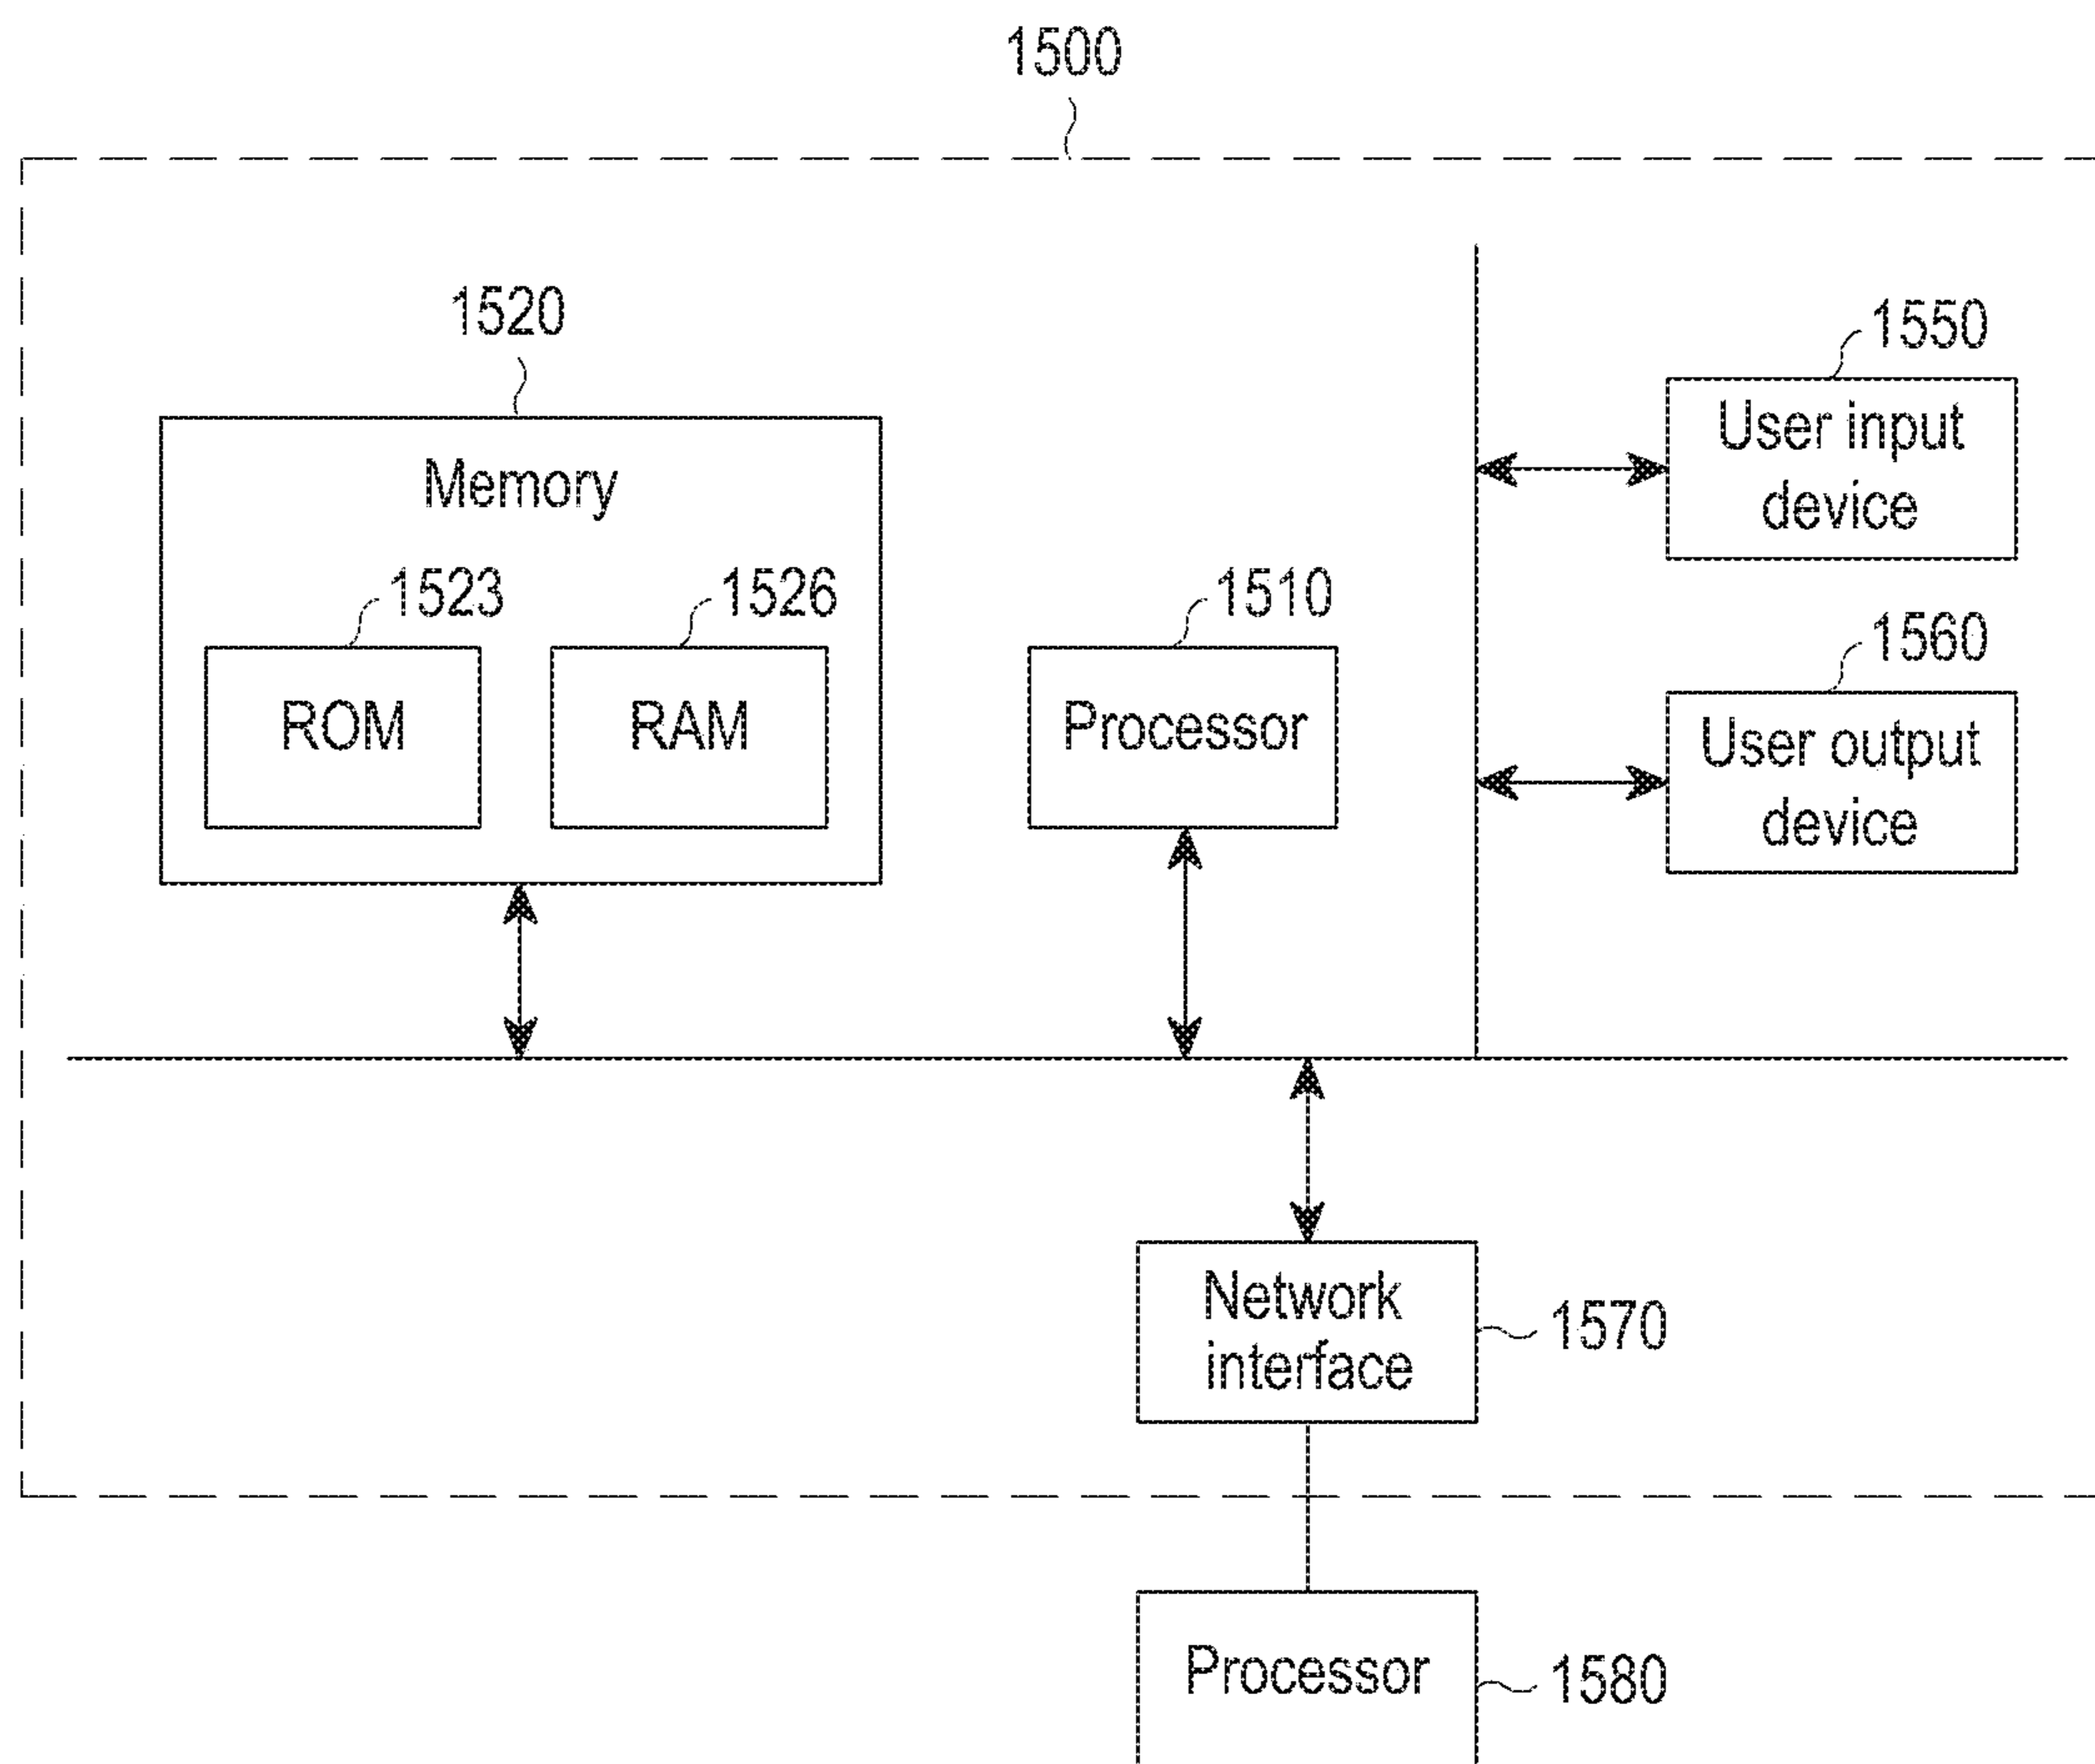 1500
1520
Memory
1523
ROM
1526
RAM
1510
Processor
1550
User input
device
1560
User output
device
Network
interface
1570
Processor
1580